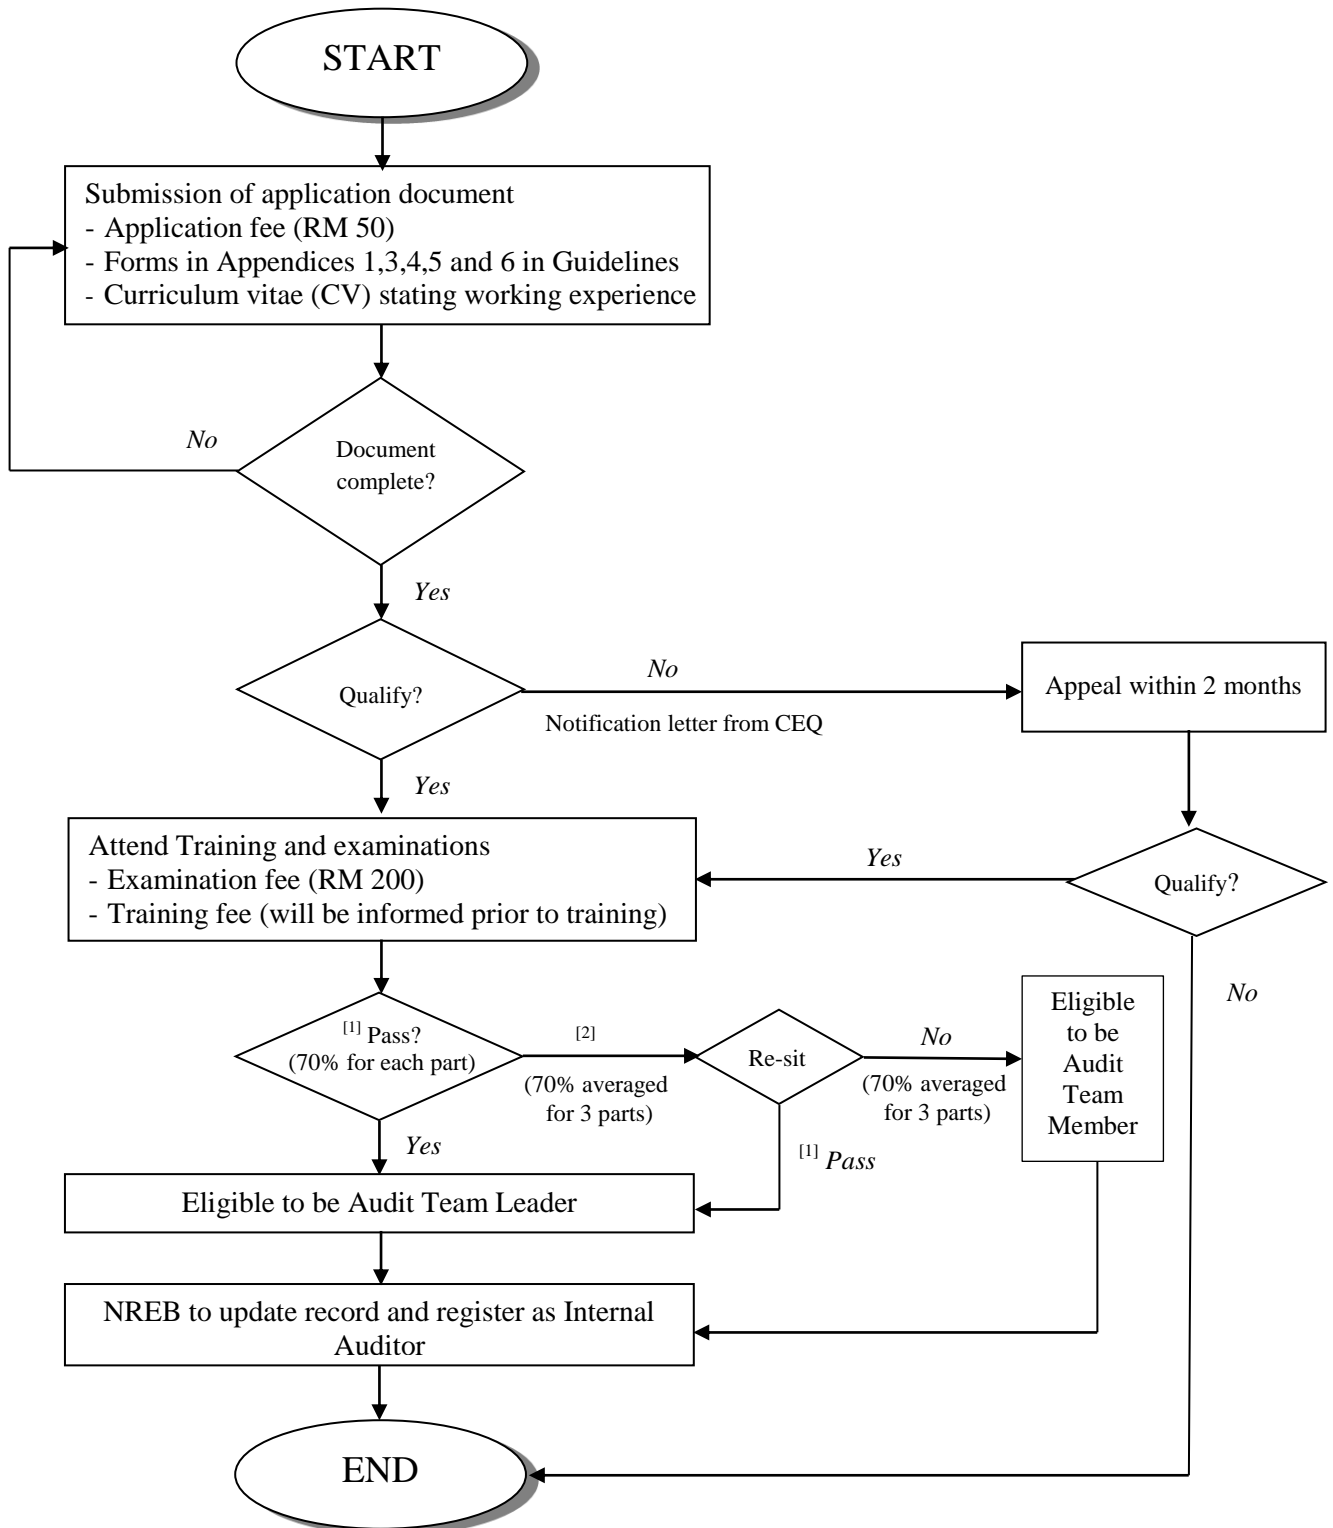 START
Submission of application document
- Application fee (RM 50)
- Forms in Appendices 1,3,4,5 and 6 in Guidelines
- Curriculum vitae (CV) stating working experience
No
Document
complete?
Yes
Qualify?
No
Notification letter from CEQ
Appeal within 2 months
Yes
Attend Training and examinations
- Examination fee (RM 200)
- Training fee (will be informed prior to training)
Yes
Qualify?
No
[1] Pass?
(70% for each part)
[2]
(70% averaged
for 3 parts)
Re-sit
No
(70% averaged
for 3 parts)
Eligible
to be
Audit
Team
Member
Yes
[1] Pass
Eligible to be Audit Team Leader
NREB to update record and register as Internal
Auditor
END